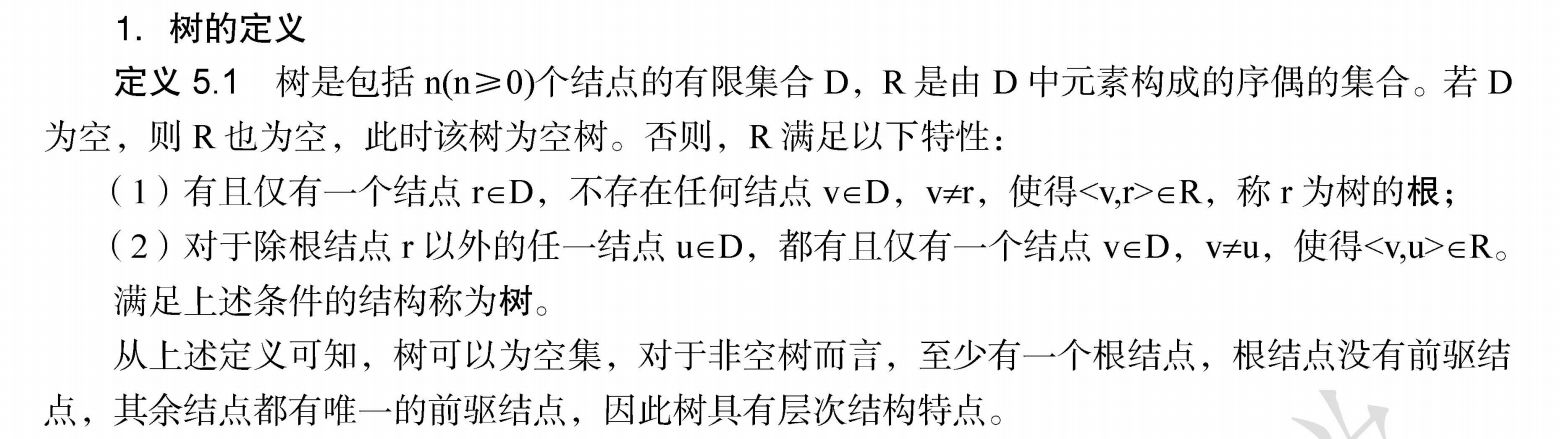 1. 树的定义
定义 5.1 树是包括 n(n≥0)个结点的有限集合 D，R 是由 D 中元素构成的序偶的集合。若 D
为空，则 R 也为空，此时该树为空树。否则，R 满足以下特性：
（1）有且仅有一个结点 r∈D，不存在任何结点 v∈D，v≠r，使得<v,r>∈R，称 r 为树的根；
（2）对于除根结点 r 以外的任一结点 u∈D，都有且仅有一个结点 v∈D，v≠u，使得<v,u>∈R。
满足上述条件的结构称为树。
从上述定义可知，树可以为空集，对于非空树而言，至少有一个根结点，根结点没有前驱结
点，其余结点都有唯一的前驱结点，因此树具有层次结构特点。